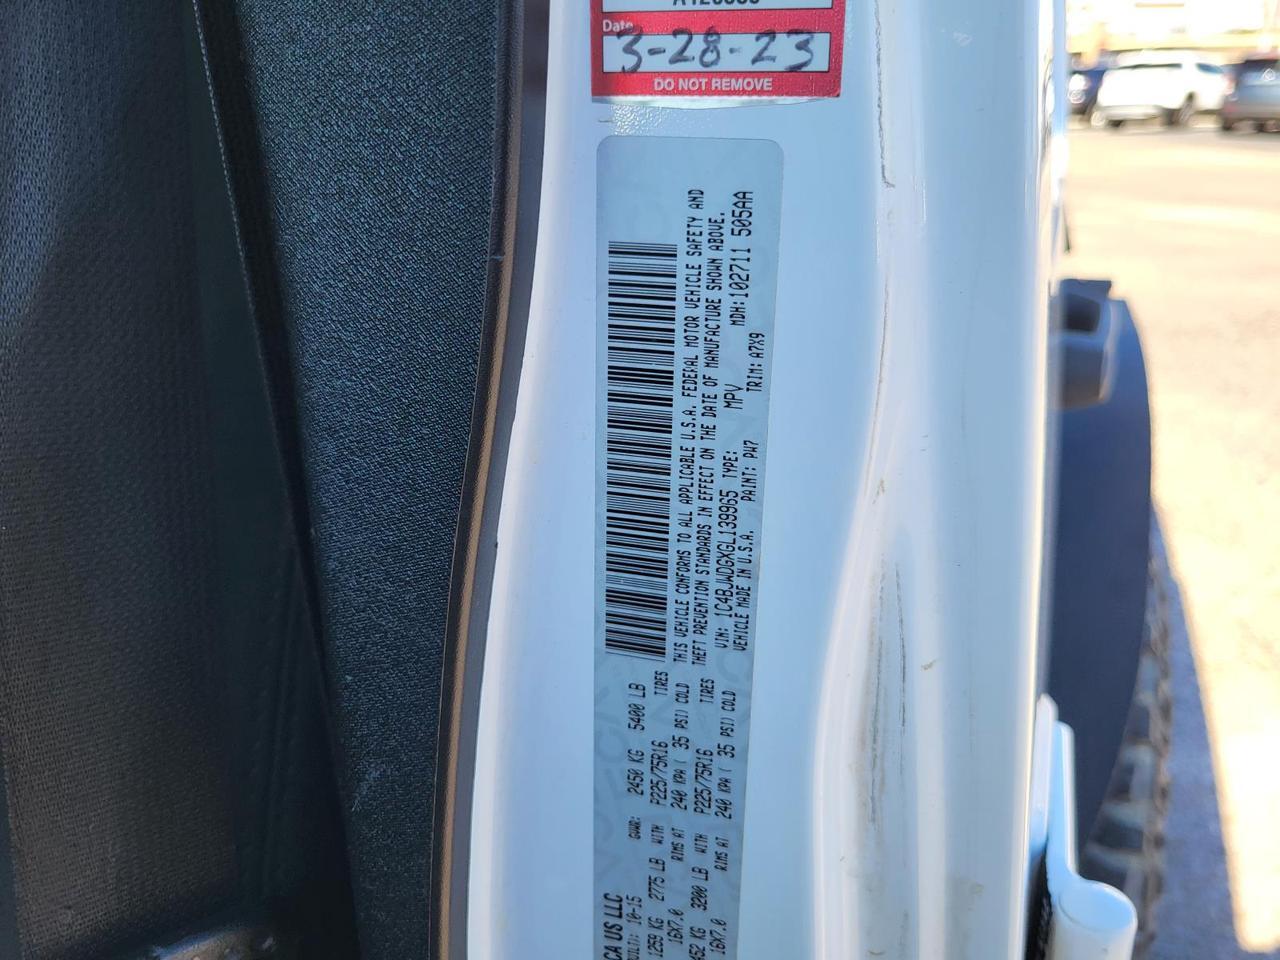 Date
3-28-23
DO NOT REMOVE
CA US LLC
10-15 GVWR: 2450 KG 5400 LB
1259 KG 2775 LB WITH P225/75R16 TIRES
16X7.0 RIMS AT 240 KPA ( 35 PSI) COLD
3200 LB WITH P225/75R16 TIRES
16X7.0 RIMS AT 240 KPA ( 35 PSI) COLD
THIS VEHICLE CONFORMS TO ALL APPLICABLE U.S.A. FEDERAL MOTOR VEHICLE SAFETY AND
THEFT PREVENTION STANDARDS IN EFFECT ON THE DATE OF MANUFACTURE SHOWN ABOVE.
VIN: 1C4BJWDGXGL139965 TYPE: MPV MDH:102711 505AA
VEHICLE MADE IN U.S.A. PAINT: PW7 TRIM: A7X9